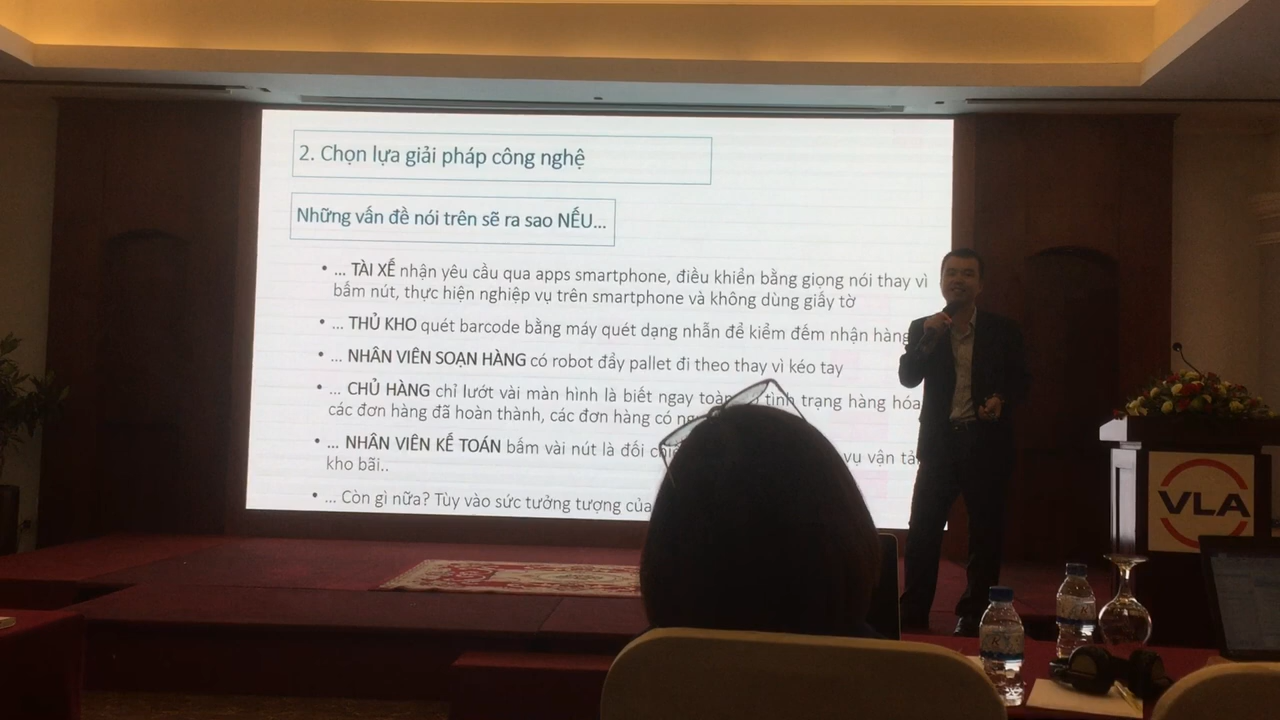 2. Chọn lựa giải pháp công nghệ
Những vấn đề nói trên sẽ ra sao NẾU...
• ... TÀI XẾ nhận yêu cầu qua apps smartphone, điều khiển bằng giọng nói thay vì
bấm nút, thực hiện nghiệp vụ trên smartphone và không dùng giấy tờ
• ... THỦ KHO quét barcode bằng máy quét dạng nhẫn để kiểm đếm nhận hàng
• ... NHÂN VIÊN SOẠN HÀNG có robot đẩy pallet đi theo thay vì kéo tay
• ... CHỦ HÀNG chỉ lướt vài màn hình là biết ngay tình trạng hàng hóa
các đơn hàng đã hoàn thành, các đơn hàng có
• ... NHÂN VIÊN KẾ TOÁN bấm vài nút là đối vụ vận
kho bãi..
• ... Còn gì nữa? Tùy vào sức tưởng tượng của
VLA